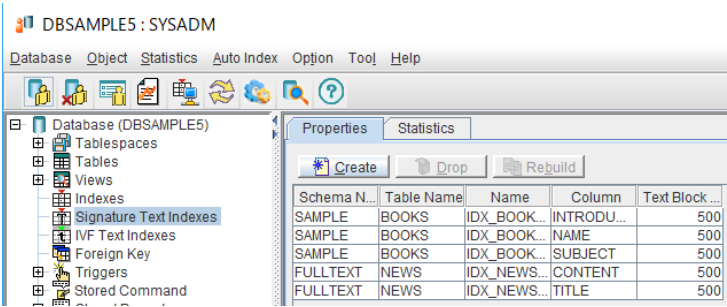 DBSAMPLE5 : SYSADM
Database Object Statistics Auto Index Option Tool Help
Database (DBSAMPLE5)
Tablespaces
Tables
Views
Indexes
Signature Text Indexes
IVF Text Indexes
Foreign Key
Triggers
Stored Command
Properties Statistics
Create Drop Rebuild
Schema N... Table Name Name Column Text Block ...
SAMPLE BOOKS IDX_BOOK... INTRODU... 500
SAMPLE BOOKS IDX_BOOK... NAME 500
SAMPLE BOOKS IDX_BOOK... SUBJECT 500
FULLTEXT NEWS IDX_NEWS... CONTENT 500
FULLTEXT NEWS IDX_NEWS... TITLE 500